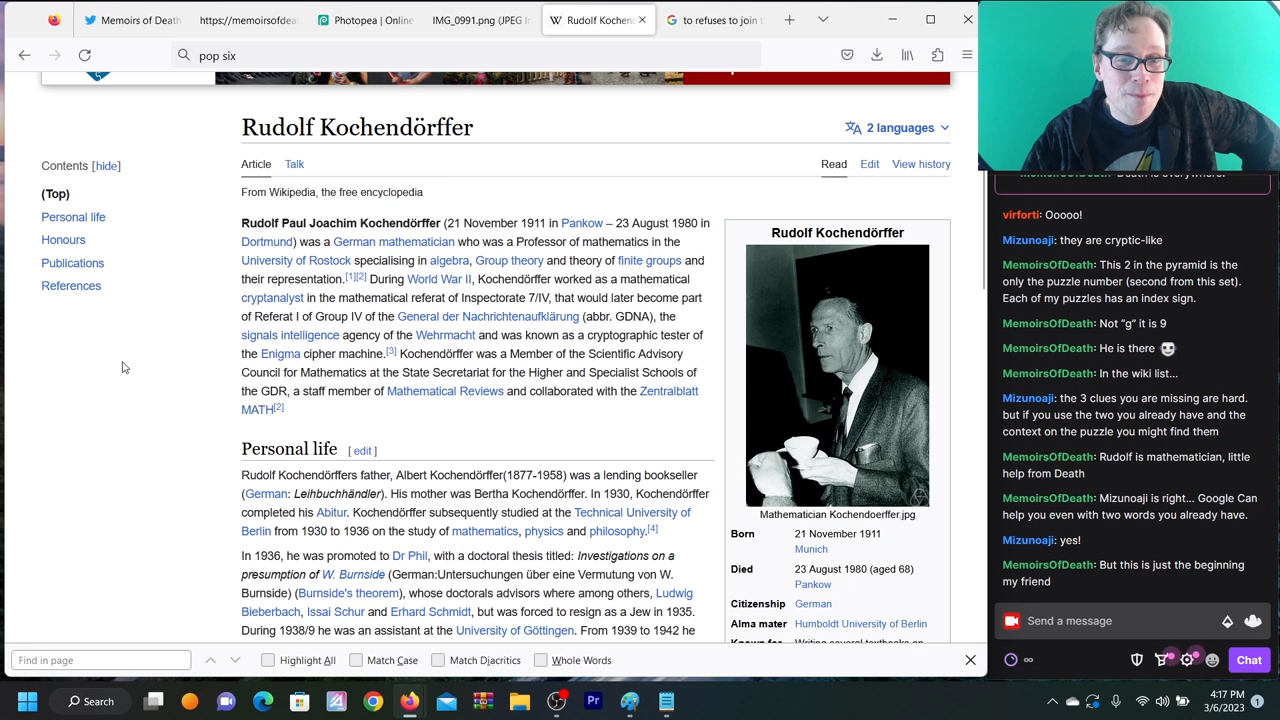 Memoirs of Death
https://memoirsofdea
Photopea | Online
IMG_0991.png (JPEG I
Rudolf Kochen
to refuses to join t
pop six
Rudolf Kochendörffer
2 languages
Contents [hide]
Article
Talk
Read
Edit
View history
(Top)
Personal life
Honours
Publications
References
From Wikipedia, the free encyclopedia
Rudolf Paul Joachim Kochendörffer (21 November 1911 in Pankow – 23 August 1980 in
Dortmund) was a German mathematician who was a Professor of mathematics in the
University of Rostock specialising in algebra, Group theory and theory of finite groups and
their representation.[1][2] During World War II, Kochendörffer worked as a mathematical
cryptanalyst in the mathematical referat of Inspectorate 7/IV, that would later become part
of Referat I of Group IV of the General der Nachrichtenaufklärung (abbr. GDNA), the
signals intelligence agency of the Wehrmacht and was known as a cryptographic tester of
the Enigma cipher machine.[3] Kochendörffer was a Member of the Scientific Advisory
Council for Mathematics at the State Secretariat for the Higher and Specialist Schools of
the GDR, a staff member of Mathematical Reviews and collaborated with the Zentralblatt
MATH[2]
Personal life [ edit ]
Rudolf Kochendörffers father, Albert Kochendörffer(1877-1958) was a lending bookseller
(German: Leihbuchhändler). His mother was Bertha Kochendörffer. In 1930, Kochendörffer
completed his Abitur. Kochendörffer subsequently studied at the Technical University of
Berlin from 1930 to 1936 on the study of mathematics, physics and philosophy.[4]
In 1936, he was promoted to Dr Phil, with a doctoral thesis titled: Investigations on a
presumption of W. Burnside (German:Untersuchungen über eine Vermutung von W.
Burnside) (Burnside's theorem), whose doctorals advisors where among others, Ludwig
Bieberbach, Issai Schur and Erhard Schmidt, but was forced to resign as a Jew in 1935.
During 1938/9 he was an assistant at the University of Göttingen. From 1939 to 1942 he
Rudolf Kochendörffer
Mathematician Kochendoerffer.jpg
Born 21 November 1911
Munich
Died 23 August 1980 (aged 68)
Pankow
Citizenship German
Alma mater Humboldt University of Berlin
Known for Writing several textbooks on
MemoirsOfDeath: Death is everywhere.
virforti: Ooooo!
Mizunoaji: they are cryptic-like
MemoirsOfDeath: This 2 in the pyramid is the
only the puzzle number (second from this set).
Each of my puzzles has an index sign.
MemoirsOfDeath: Not “g” it is 9
MemoirsOfDeath: He is there
MemoirsOfDeath: In the wiki list...
Mizunoaji: the 3 clues you are missing are hard.
but if you use the two you already have and the
context on the puzzle you might find them
MemoirsOfDeath: Rudolf is mathematician, little
help from Death
MemoirsOfDeath: Mizunoaji is right... Google Can
help you even with two words you already have.
Mizunoaji: yes!
MemoirsOfDeath: But this is just the beginning
my friend
Send a message
Chat
Find in page
Highlight All
Match Case
Match Diacritics
Whole Words
Search
4:17 PM
3/6/2023